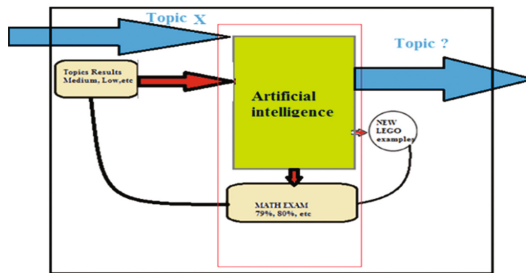 Topic X
Topic ?
Topics Results
Medium, Low,etc
Artificial
intelligence
NEW
LEGO
examples
MATH EXAM
79%, 80%, etc